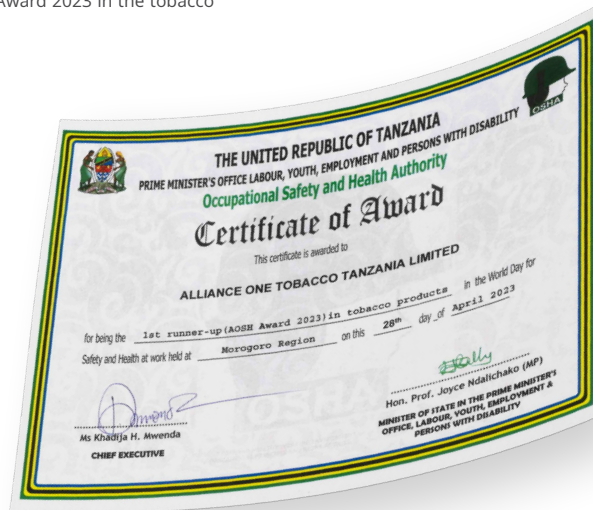 Award 2023 in the tobacco
OSHA
THE UNITED REPUBLIC OF TANZANIA
PRIME MINISTER'S OFFICE LABOUR, YOUTH, EMPLOYMENT AND PERSONS WITH DISABILITY
Occupational Safety and Health Authority
Certificate of Award
This certificate is awarded to
ALLIANCE ONE TOBACCO TANZANIA LIMITED
for being the 1st runner-up(AOSH Award 2023)in tobacco products in the World Day for
Safety and Health at work held at Morogoro Region on this 28th day of April 2023
Ms Khadija H. Mwenda
CHIEF EXECUTIVE
Hon. Prof. Joyce Ndalichako (MP)
MINISTER OF STATE IN THE PRIME MINISTER'S
OFFICE, LABOUR, YOUTH, EMPLOYMENT &
PERSONS WITH DISABILITY